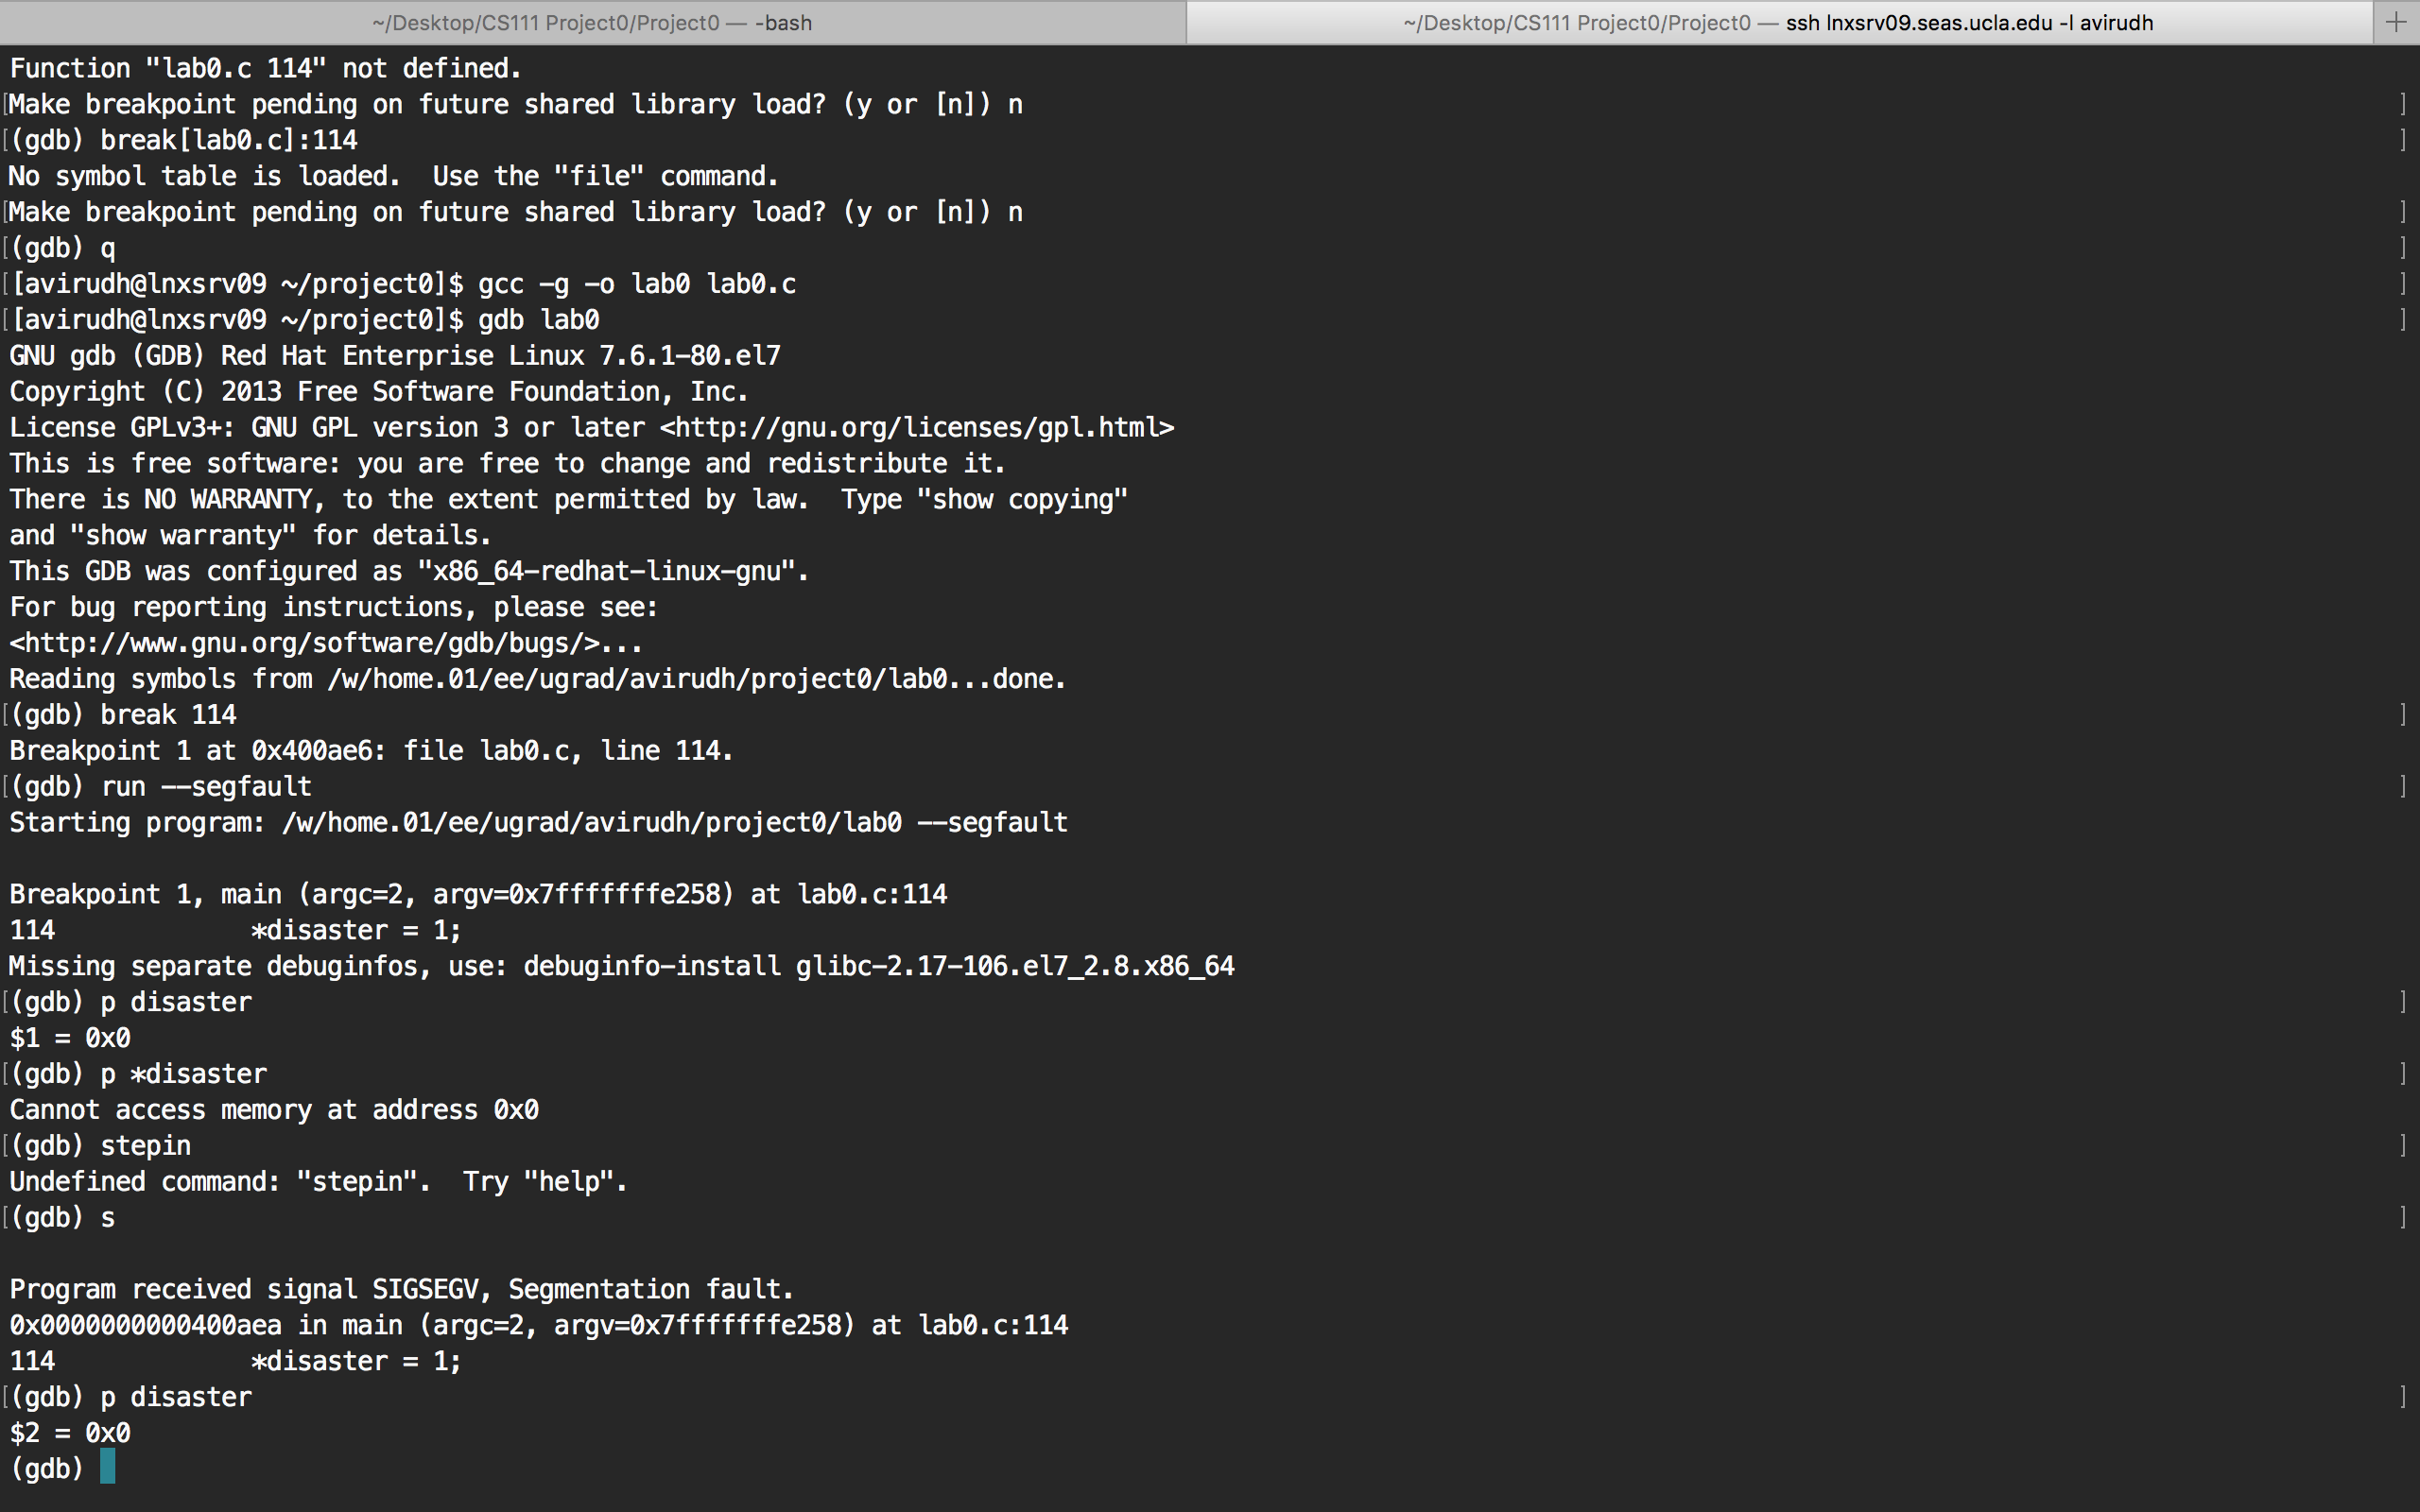 ~/Desktop/CS111 Project0/Project0 — -bash
~/Desktop/CS111 Project0/Project0 — ssh lnxsrv09.seas.ucla.edu -l avirudh
+
Function "lab0.c 114" not defined.
[Make breakpoint pending on future shared library load? (y or [n]) n ]
[(gdb) break[lab0.c]:114 ]
No symbol table is loaded.  Use the "file" command.
[Make breakpoint pending on future shared library load? (y or [n]) n ]
[(gdb) q ]
[[avirudh@lnxsrv09 ~/project0]$ gcc -g -o lab0 lab0.c ]
[[avirudh@lnxsrv09 ~/project0]$ gdb lab0 ]
GNU gdb (GDB) Red Hat Enterprise Linux 7.6.1-80.el7
Copyright (C) 2013 Free Software Foundation, Inc.
License GPLv3+: GNU GPL version 3 or later <http://gnu.org/licenses/gpl.html>
This is free software: you are free to change and redistribute it.
There is NO WARRANTY, to the extent permitted by law.  Type "show copying"
and "show warranty" for details.
This GDB was configured as "x86_64-redhat-linux-gnu".
For bug reporting instructions, please see:
<http://www.gnu.org/software/gdb/bugs/>...
Reading symbols from /w/home.01/ee/ugrad/avirudh/project0/lab0...done.
[(gdb) break 114 ]
Breakpoint 1 at 0x400ae6: file lab0.c, line 114.
[(gdb) run --segfault ]
Starting program: /w/home.01/ee/ugrad/avirudh/project0/lab0 --segfault
Breakpoint 1, main (argc=2, argv=0x7fffffffe258) at lab0.c:114
114             *disaster = 1;
Missing separate debuginfos, use: debuginfo-install glibc-2.17-106.el7_2.8.x86_64
[(gdb) p disaster ]
$1 = 0x0
[(gdb) p *disaster ]
Cannot access memory at address 0x0
[(gdb) stepin ]
Undefined command: "stepin".  Try "help".
[(gdb) s ]
Program received signal SIGSEGV, Segmentation fault.
0x0000000000400aea in main (argc=2, argv=0x7fffffffe258) at lab0.c:114
114             *disaster = 1;
[(gdb) p disaster ]
$2 = 0x0
(gdb)